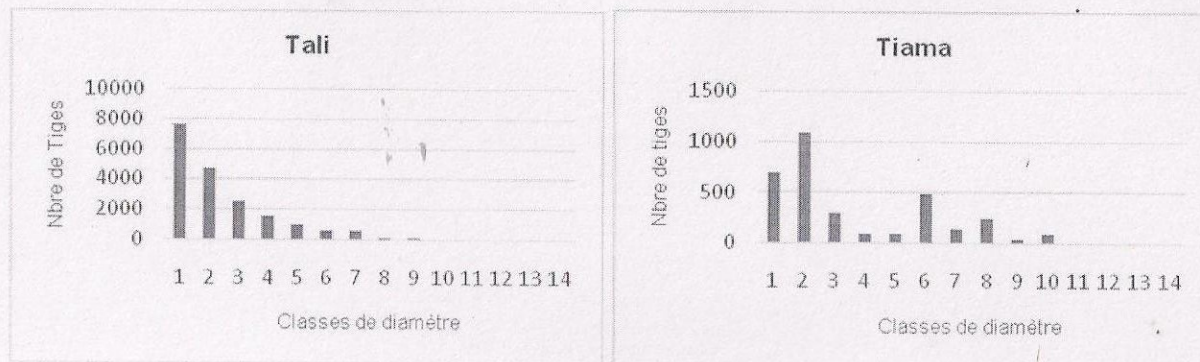 Tali
Nbre de Tiges
10000
8000
6000
4000
2000
0
1 2 3 4 5 6 7 8 9 10 11 12 13 14
Classes de diamètre
Tiama
Nbre de tiges
1500
1000
500
0
1 2 3 4 5 6 7 8 9 10 11 12 13 14
Classes de diamètre